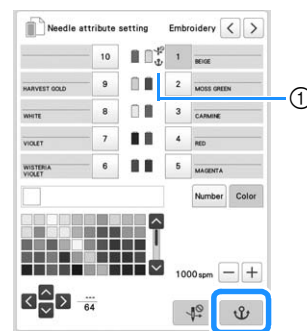 Needle attribute setting Embroidery < >
10 1 BEIGE
①
HARVEST GOLD 9 2 MOSS GREEN
WHITE 8 3 CARMINE
VIOLET 7 4 RED
WISTERIA VIOLET 6 5 MAGENTA
Number Color
1000 spm - +
---
64